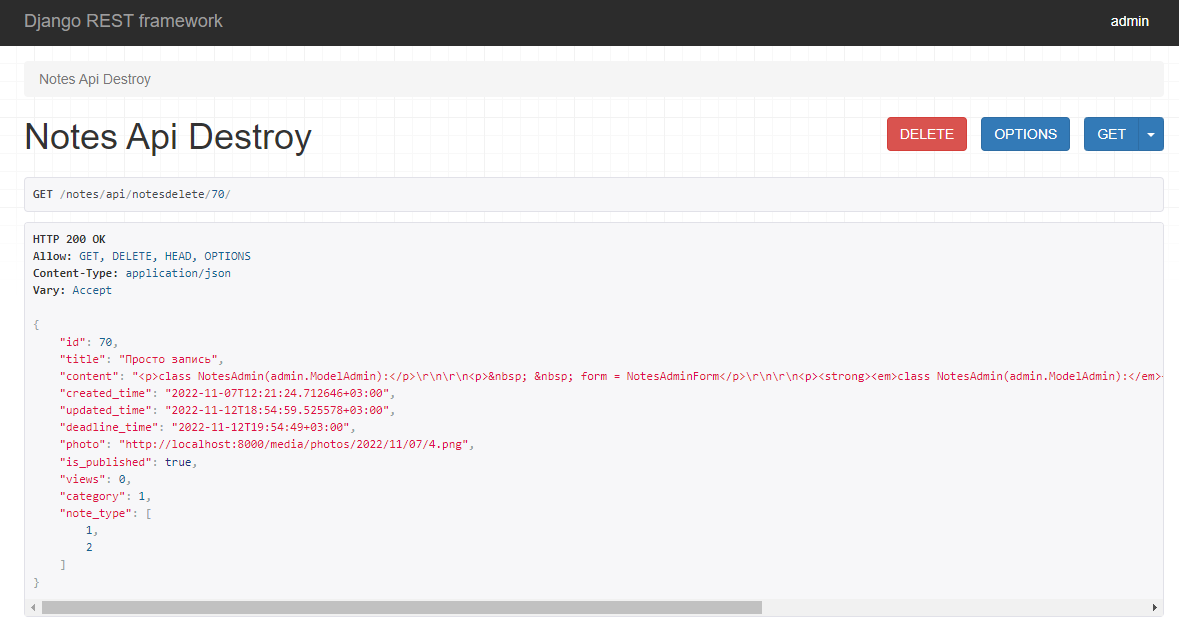 Django REST framework
admin
Notes Api Destroy
Notes Api Destroy
DELETE
OPTIONS
GET
GET /notes/api/notesdelete/70/
HTTP 200 OK
Allow: GET, DELETE, HEAD, OPTIONS
Content-Type: application/json
Vary: Accept
{
"id": 70,
"title": "Просто запись",
"content": "<p>class NotesAdmin(admin.ModelAdmin):</p>\r\n\r\n<p>&nbsp; &nbsp; form = NotesAdminForm</p>\r\n\r\n<p><strong><em>class NotesAdmin(admin.ModelAdmin):</em>
"created_time": "2022-11-07T12:21:24.712646+03:00",
"updated_time": "2022-11-12T18:54:59.525578+03:00",
"deadline_time": "2022-11-12T19:54:49+03:00",
"photo": "http://localhost:8000/media/photos/2022/11/07/4.png",
"is_published": true,
"views": 0,
"category": 1,
"note_type": [
1,
2
]
}